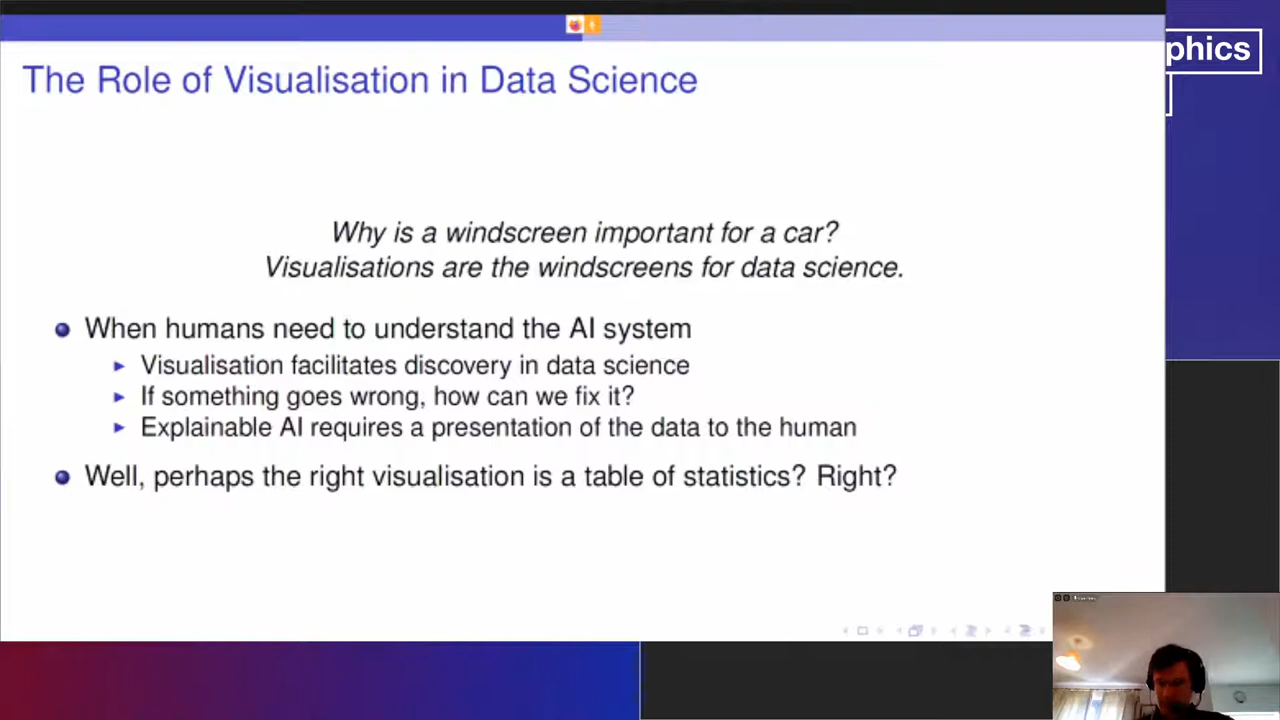 phics
The Role of Visualisation in Data Science
Why is a windscreen important for a car?
Visualisations are the windscreens for data science.
When humans need to understand the AI system
Visualisation facilitates discovery in data science
If something goes wrong, how can we fix it?
Explainable AI requires a presentation of the data to the human
Well, perhaps the right visualisation is a table of statistics? Right?